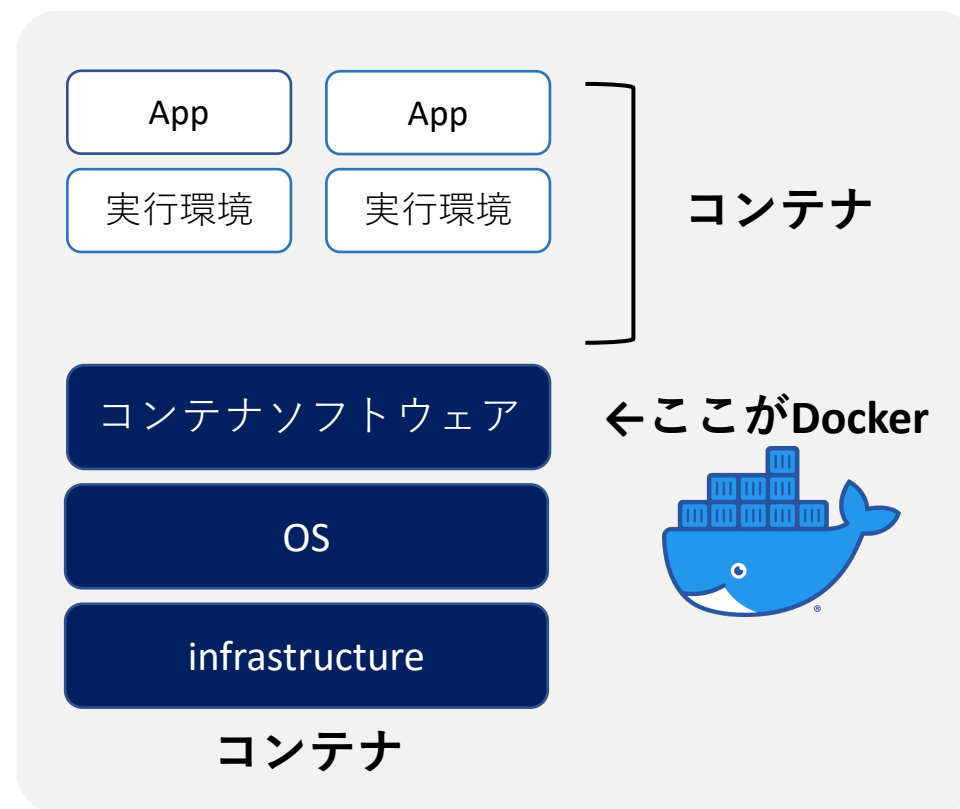 App
App
実行環境
実行環境
コンテナ
コンテナソフトウェア
←ここがDocker
OS
infrastructure
®
コンテナ